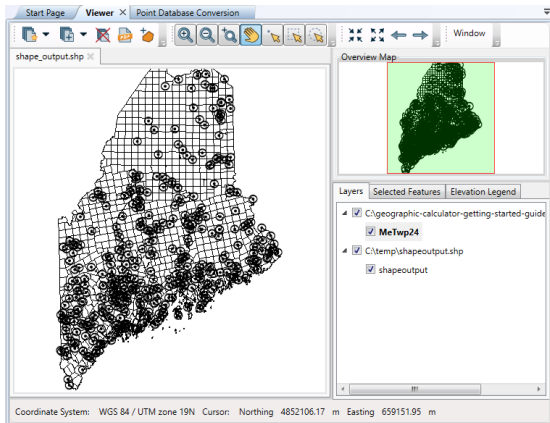 Start Page Viewer Point Database Conversion
Window
shape_output.shp
Overview Map
Layers Selected Features Elevation Legend
C:\geographic-calculator-getting-started-guide
MeTwp24
C:\temp\shapeoutput.shp
shapeoutput
Coordinate System: WGS 84 / UTM zone 19N Cursor: Northing 4852106.17 m Easting 659151.95 m